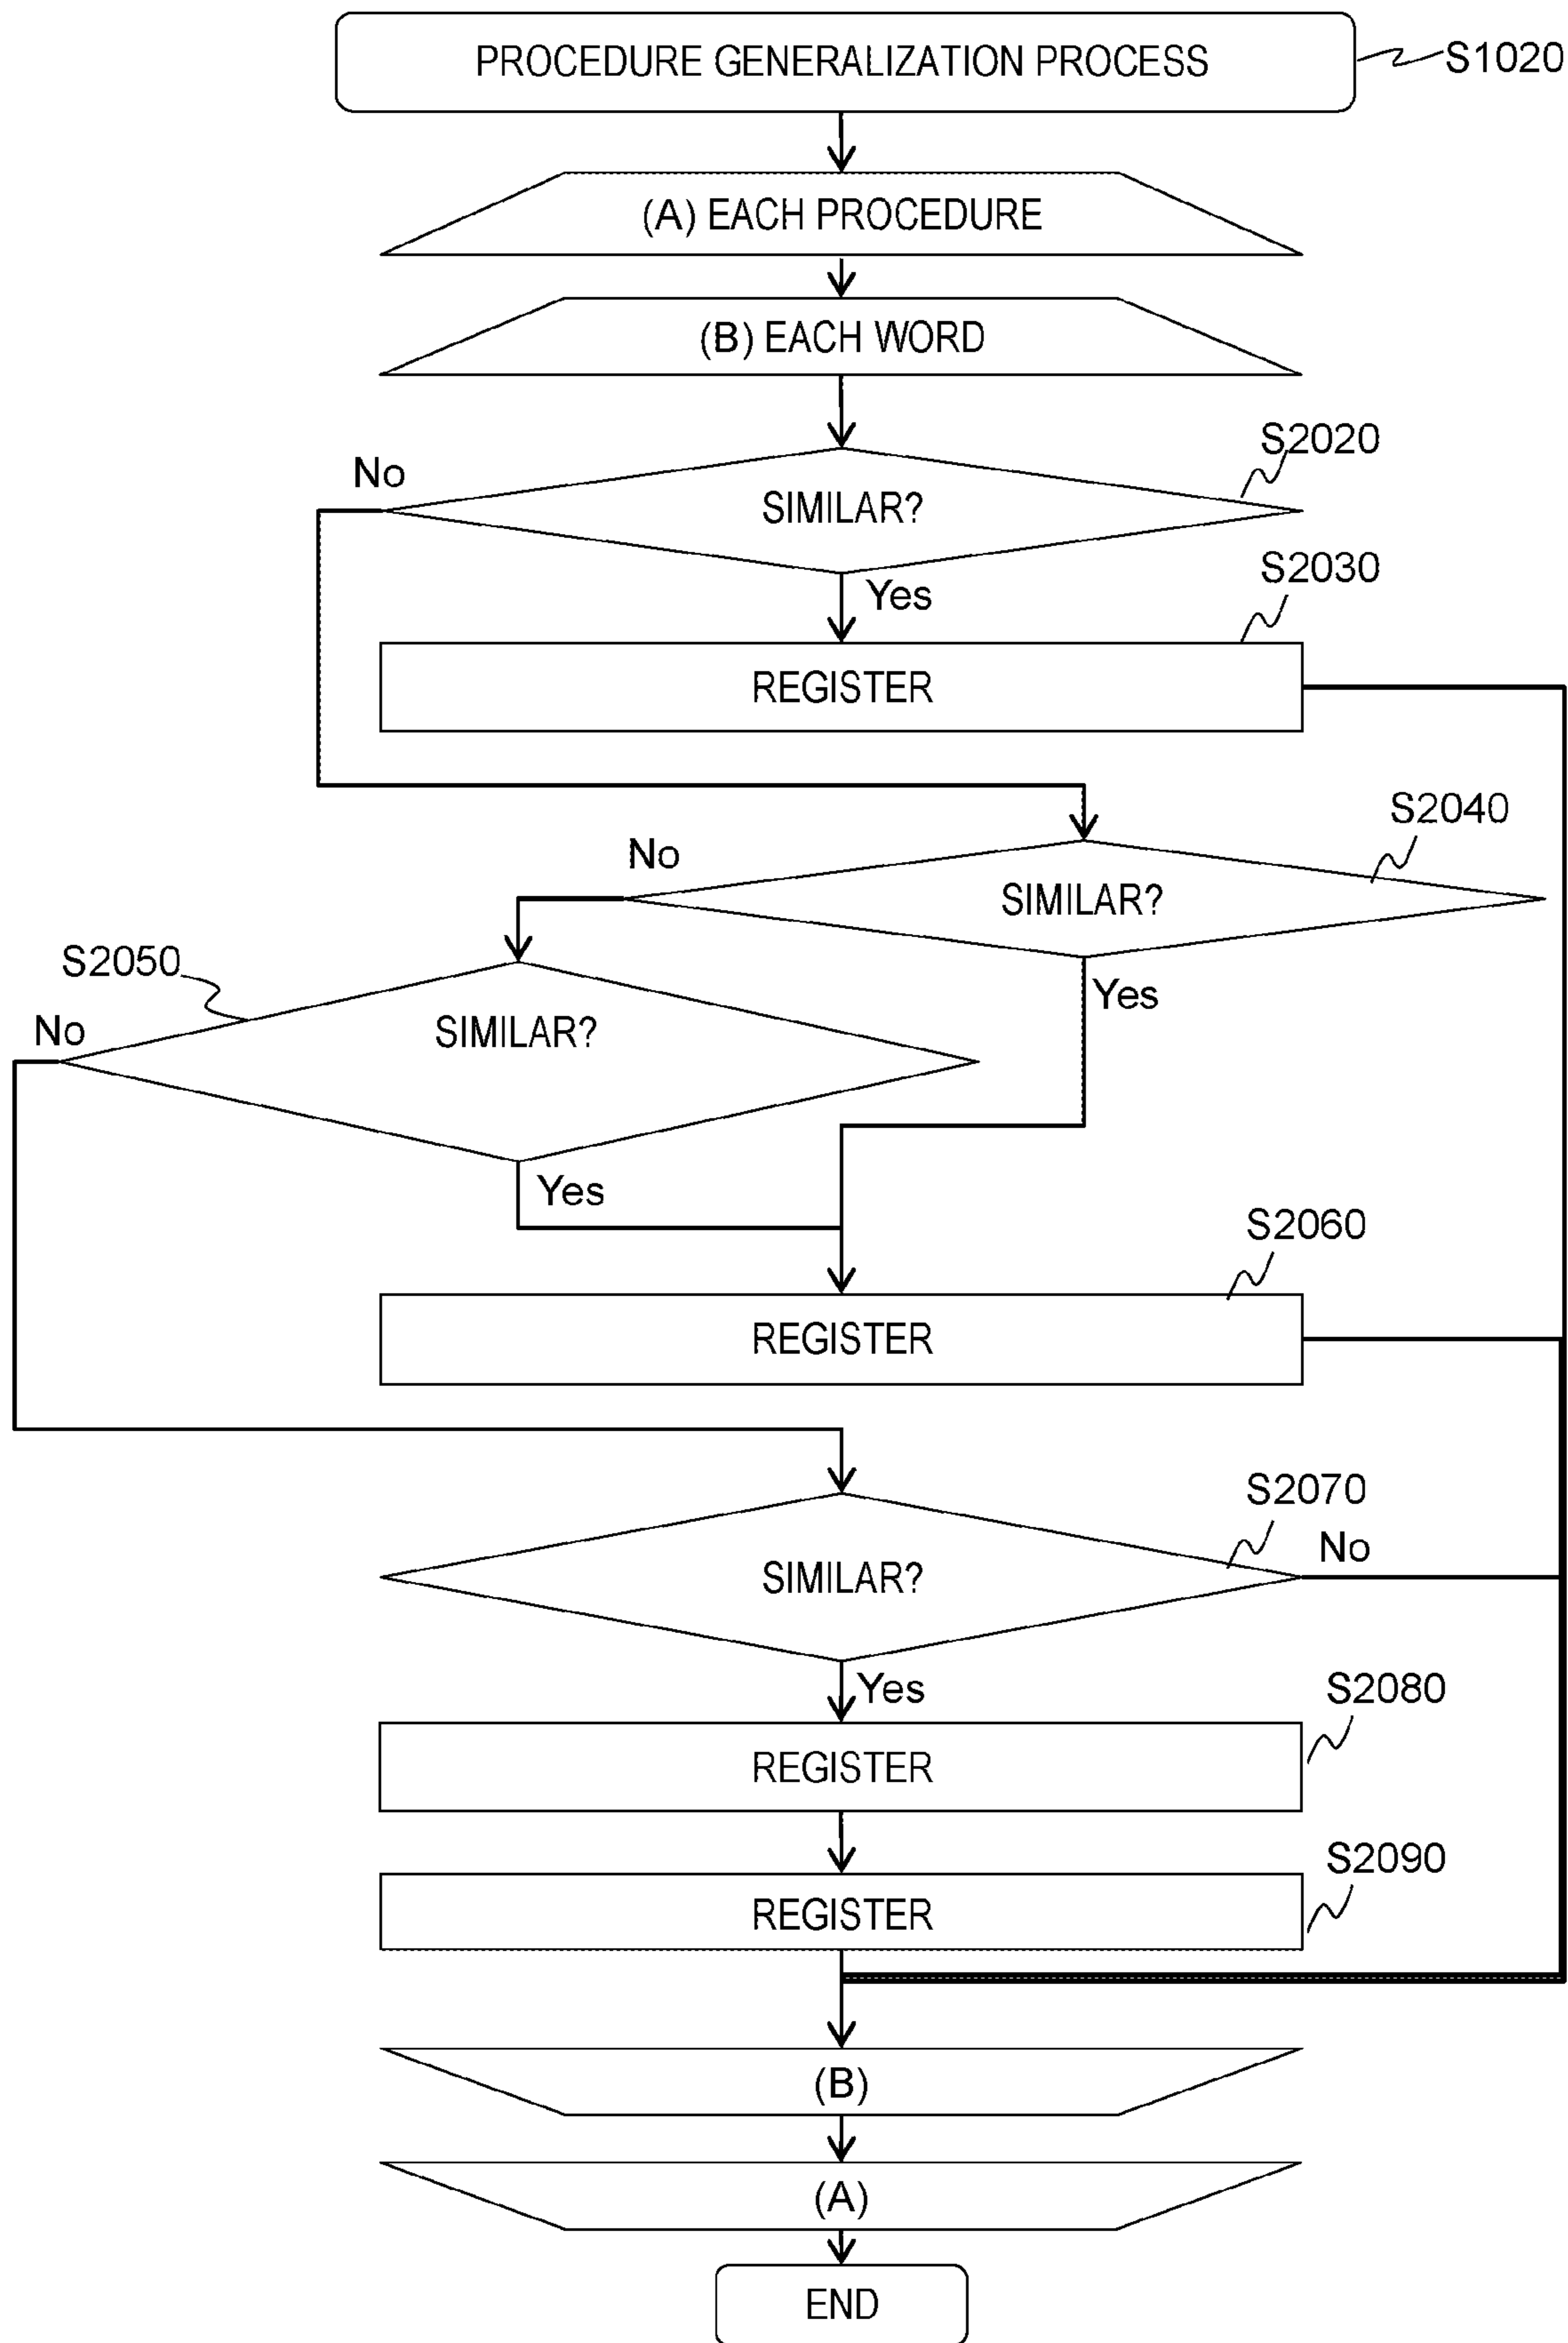 PROCEDURE GENERALIZATION PROCESS
S1020
(A) EACH PROCEDURE
(B) EACH WORD
S2020
No
SIMILAR?
Yes
S2030
REGISTER
S2040
No
SIMILAR?
Yes
S2050
No
SIMILAR?
Yes
S2060
REGISTER
S2070
No
SIMILAR?
Yes
S2080
REGISTER
S2090
REGISTER
(B)
(A)
END